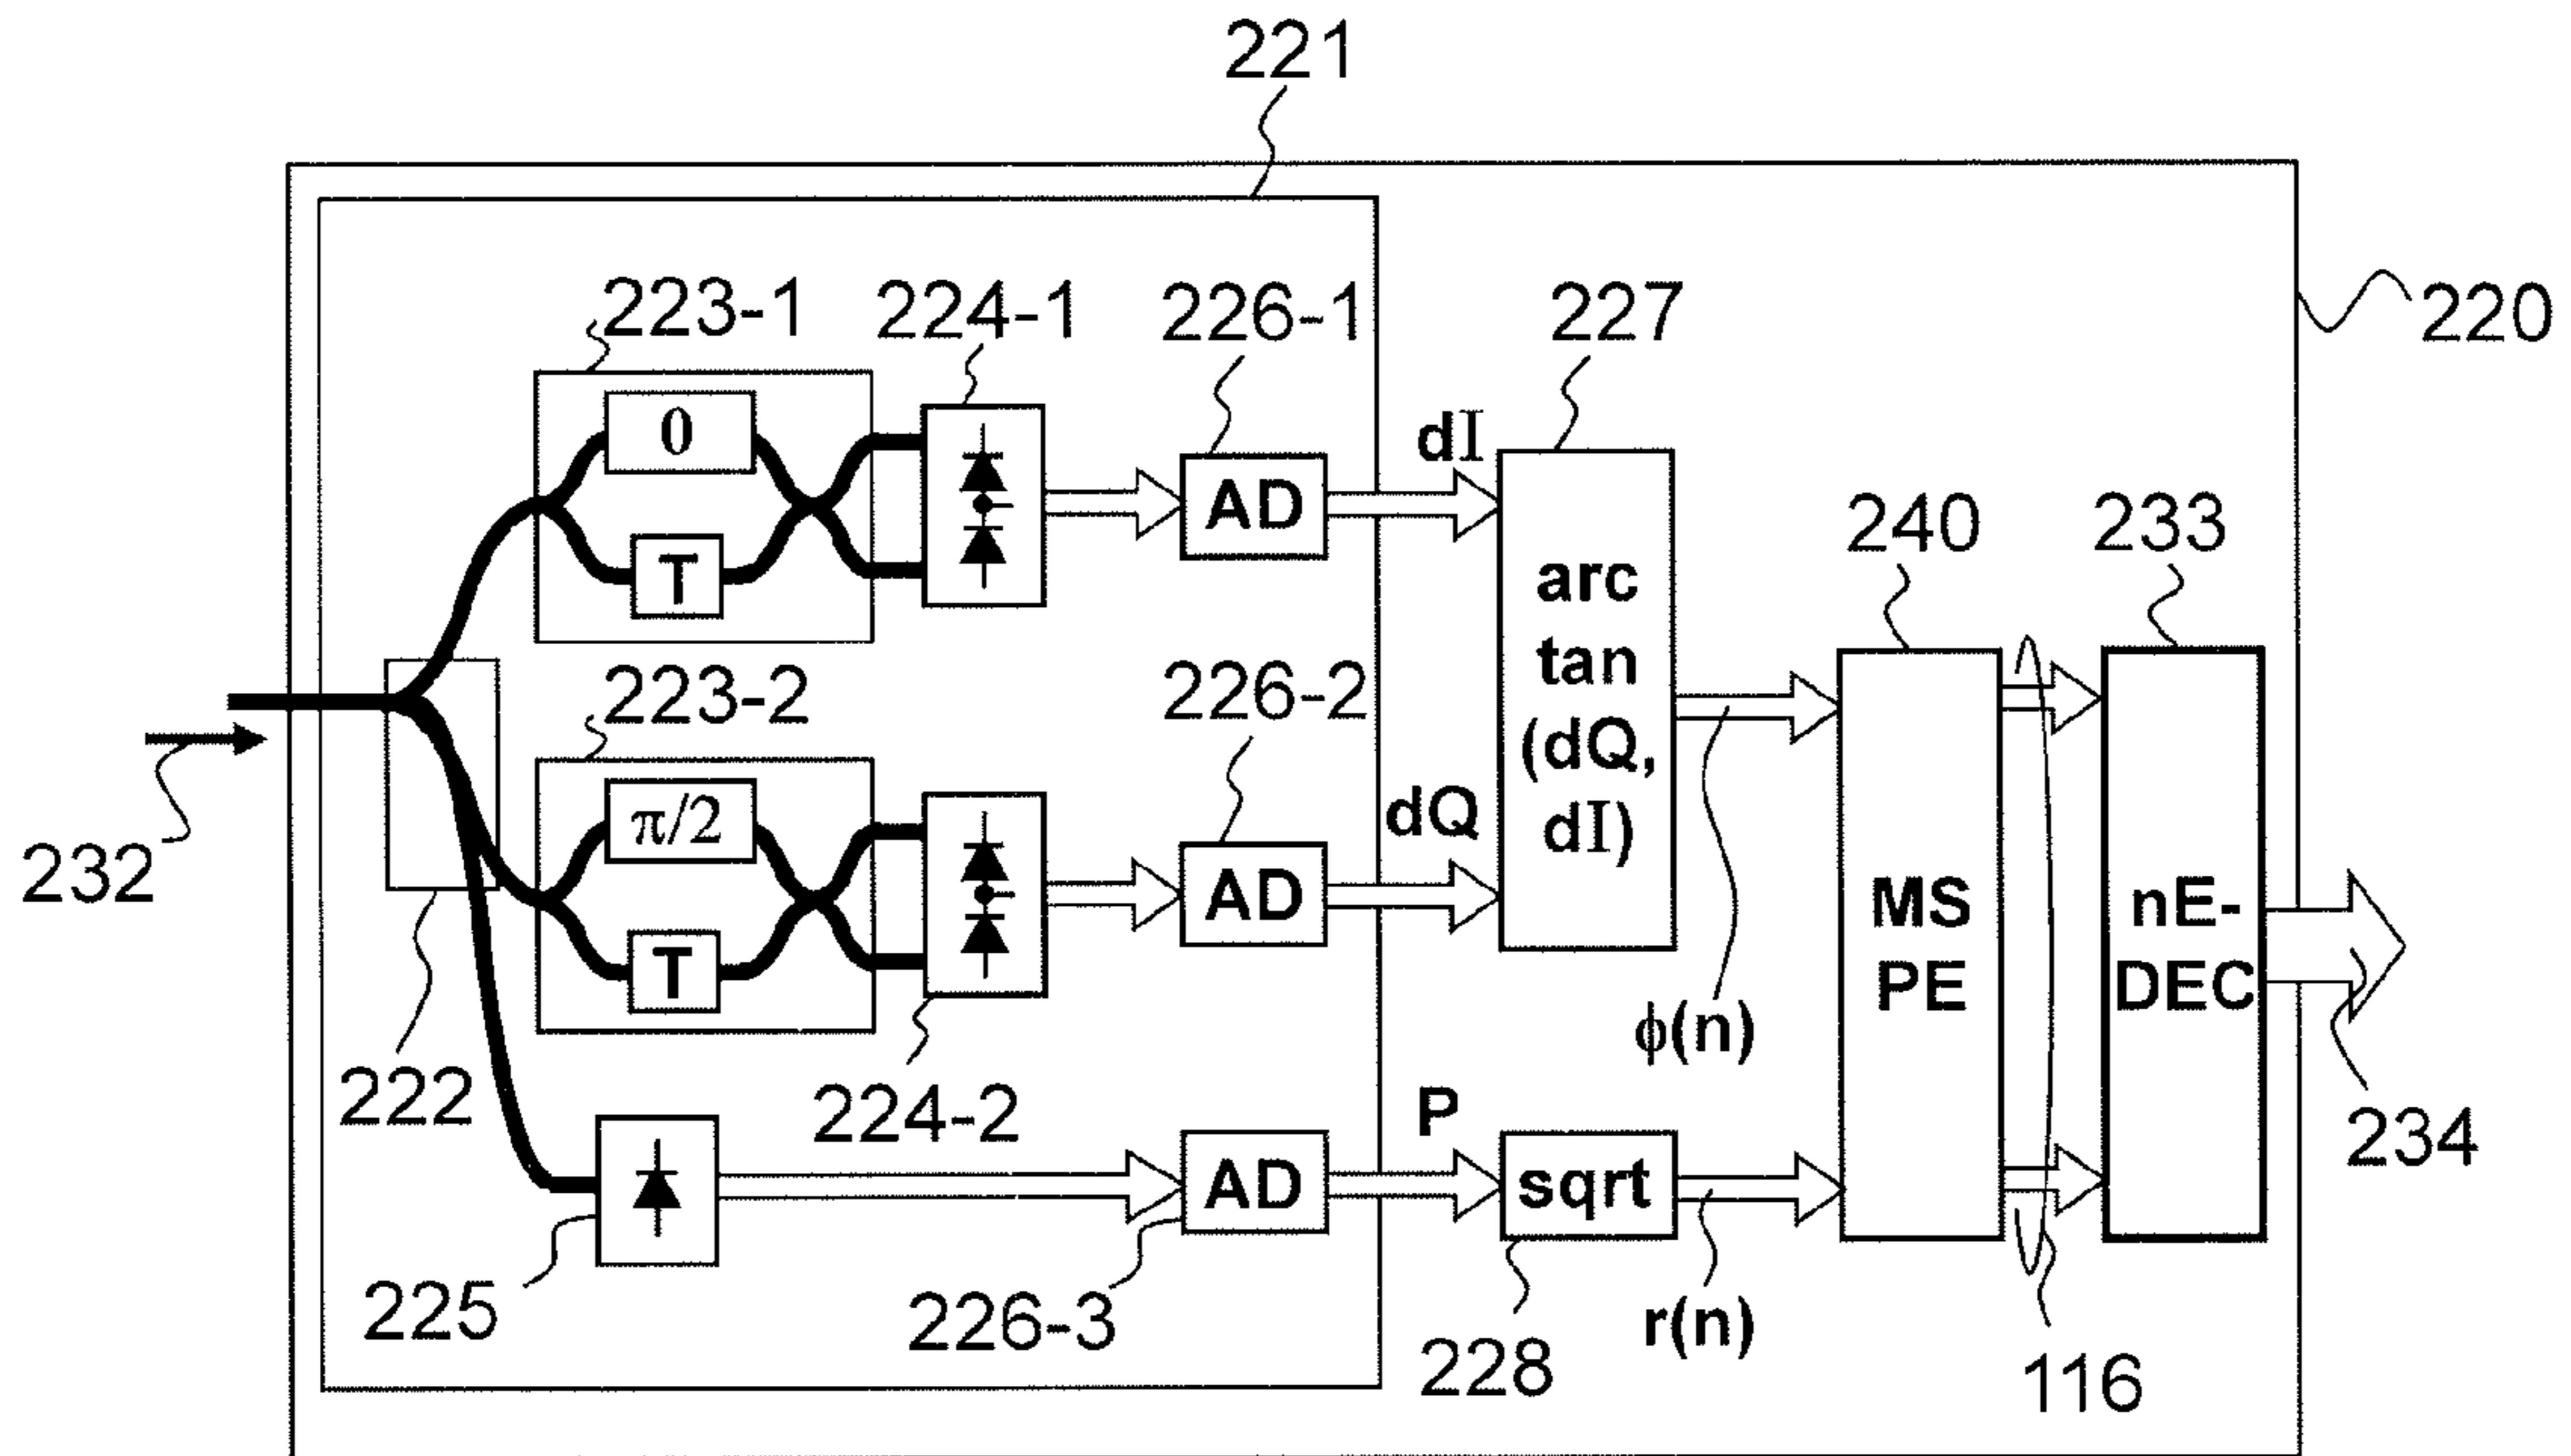 221
220
223-1
224-1
226-1
227
0
T
AD
dI
arc
tan
(dQ,
dI)
240
233
223-2
226-2
π/2
T
AD
dQ
232
222
224-2
ϕ(n)
MS
PE
nE-
DEC
225
226-3
AD
P
sqrt
228
r(n)
116
234